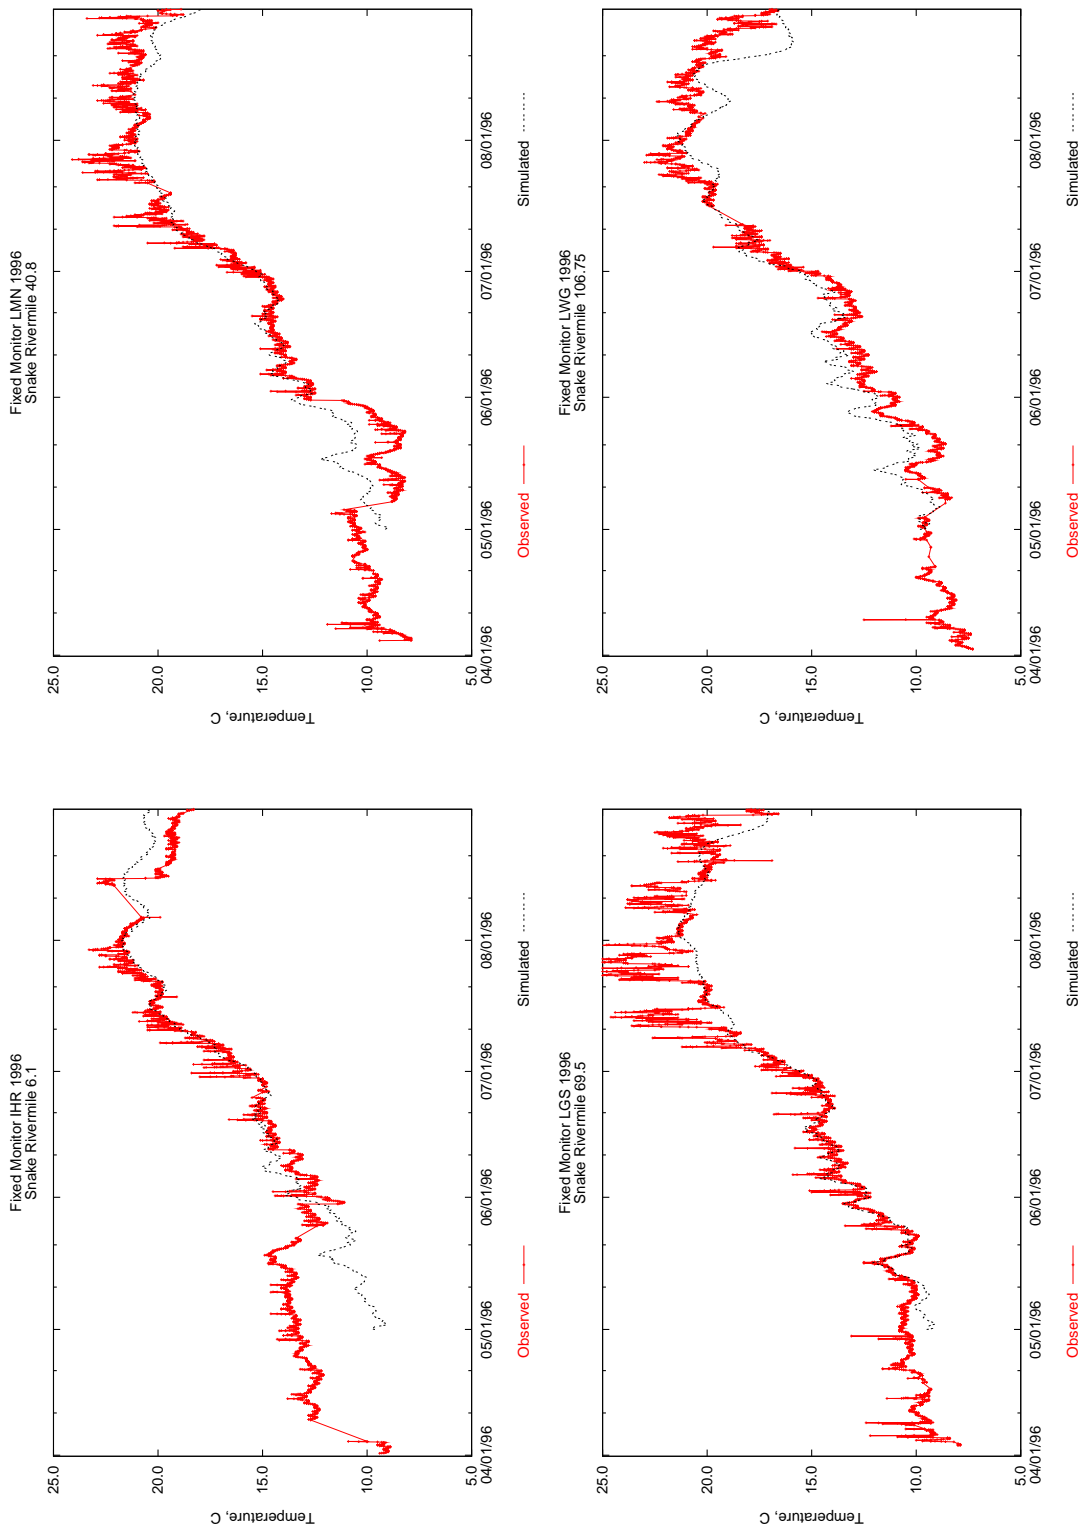 Fixed Monitor IHR 1996
Snake Rivermile 6.1
25.0
20.0
15.0
10.0
5.0
Temperature, C
04/01/96
05/01/96
06/01/96
07/01/96
08/01/96
Observed
Simulated
Fixed Monitor LMN 1996
Snake Rivermile 40.8
25.0
20.0
15.0
10.0
5.0
Temperature, C
04/01/96
05/01/96
06/01/96
07/01/96
08/01/96
Observed
Simulated
Fixed Monitor LGS 1996
Snake Rivermile 69.5
25.0
20.0
15.0
10.0
5.0
Temperature, C
04/01/96
05/01/96
06/01/96
07/01/96
08/01/96
Observed
Simulated
Fixed Monitor LWG 1996
Snake Rivermile 106.75
25.0
20.0
15.0
10.0
5.0
Temperature, C
04/01/96
05/01/96
06/01/96
07/01/96
08/01/96
Observed
Simulated